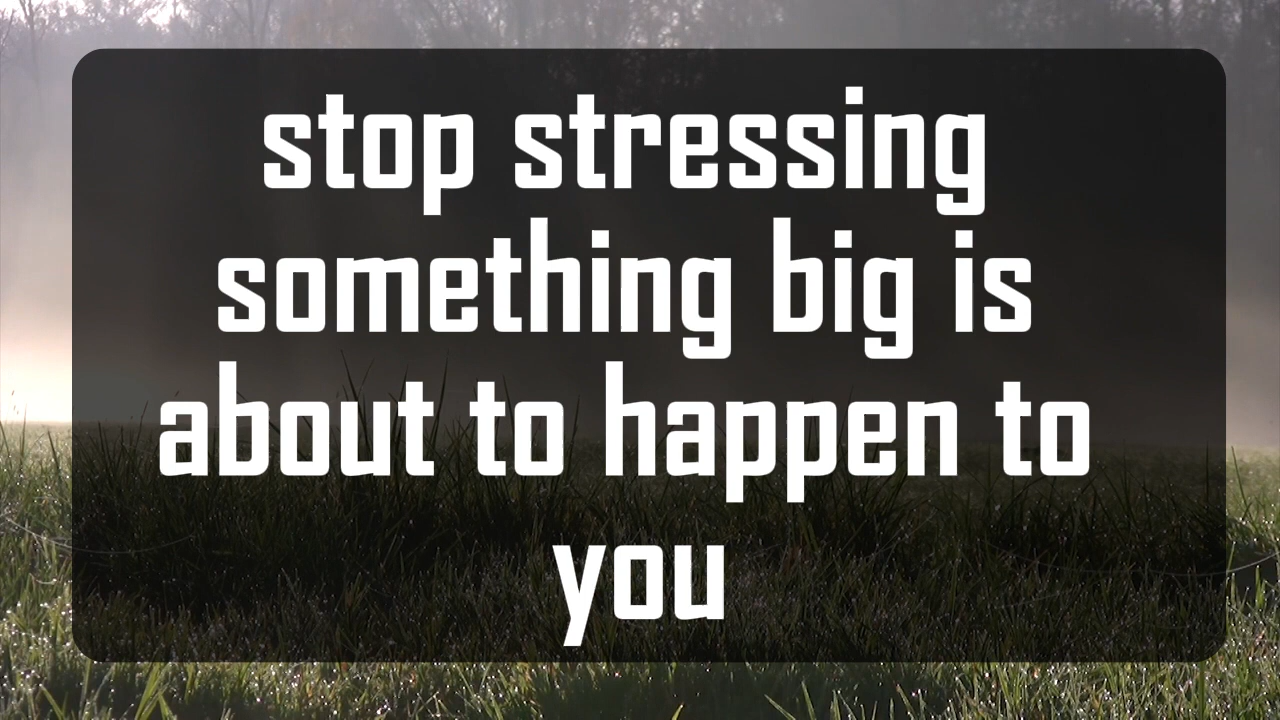 stop stressing
something big is
about to happen to
you